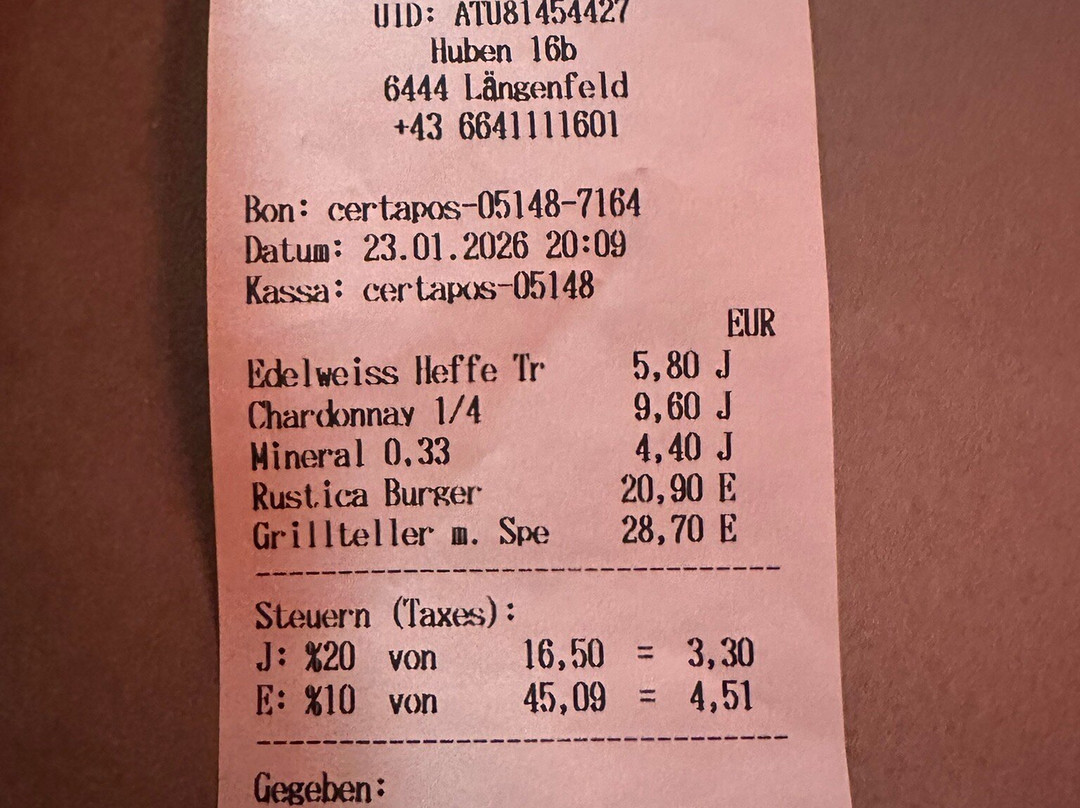 UID: ATU81454427
Huben 16b
6444 Längenfeld
+43 6641111601
Bon: certapos-05148-7164
Datum: 23.01.2026 20:09
Kassa: certapos-05148
EUR
Edelweiss Heffe Tr 5,80 J
Chardonnay 1/4 9,60 J
Mineral 0,33 4,40 J
Rustica Burger 20,90 E
Grillteller m. Spe 28,70 E
--------------------------------
Steuern (Taxes):
J: %20 von 16,50 = 3,30
E: %10 von 45,09 = 4,51
--------------------------------
Gegeben: